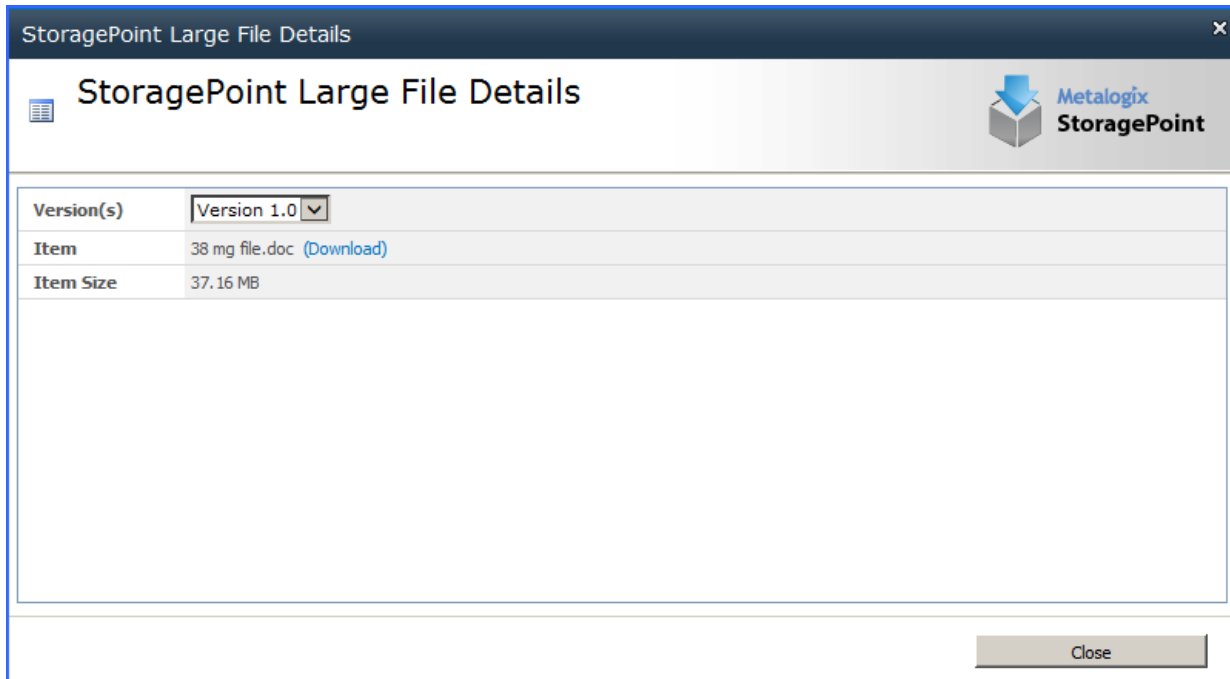 StoragePoint Large File Details
StoragePoint Large File Details
Metalogix
StoragePoint
Version(s) Version 1.0
Item 38 mg file.doc (Download)
Item Size 37.16 MB
Close